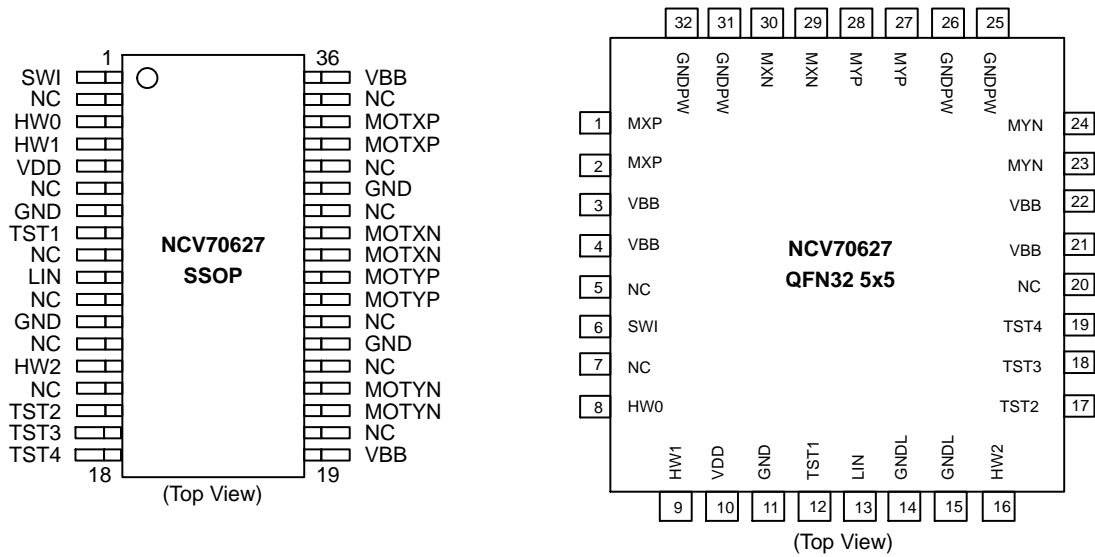 1
36
SWI
NC
HW0
HW1
VDD
NC
GND
TST1
NC
LIN
NC
GND
NC
HW2
NC
TST2
TST3
TST4
18
NCV70627
SSOP
VBB
NC
MOTXP
MOTXP
NC
GND
NC
MOTXN
MOTXN
MOTYP
MOTYP
NC
GND
NC
MOTYN
MOTYN
NC
VBB
19
(Top View)
32 31 30 29 28 27 26 25
GNDPW GNDPW MXN MXN MYP MYP GNDPW GNDPW
1 MXP
2 MXP
3 VBB
4 VBB
5 NC
6 SWI
7 NC
8 HW0
NCV70627
QFN32 5x5
MYN 24
MYN 23
VBB 22
VBB 21
NC 20
TST4 19
TST3 18
TST2 17
HW1 VDD GND TST1 LIN GNDL GNDL HW2
9 10 11 12 13 14 15 16
(Top View)